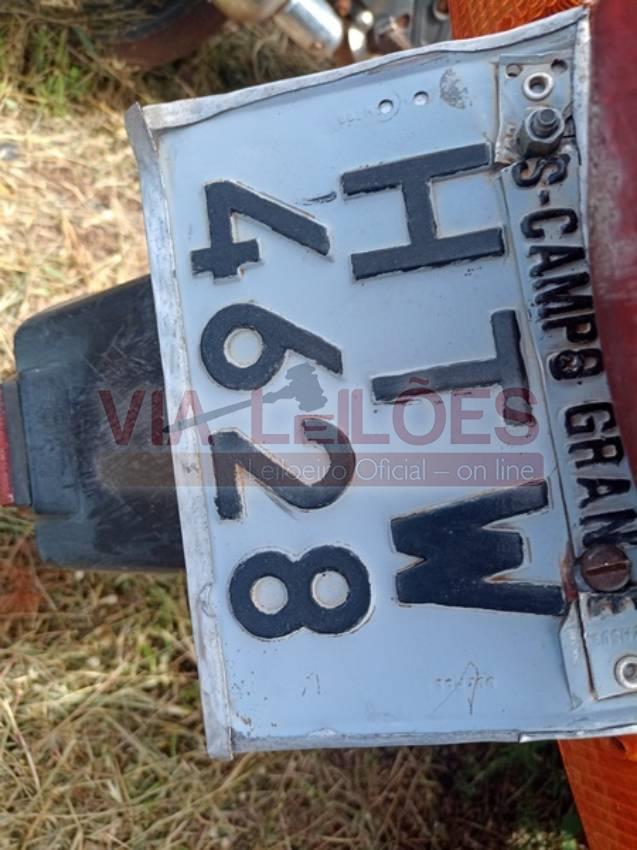 S-CAMPO GRAN
HTW
4628
VIA LEILÕES
Leiloeiro Oficial – on line